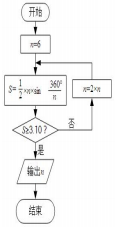 开始
n=6
S=1/2×n×sin 360°/n
n=2×n
S≥3.10？
否
是
输出n
结束